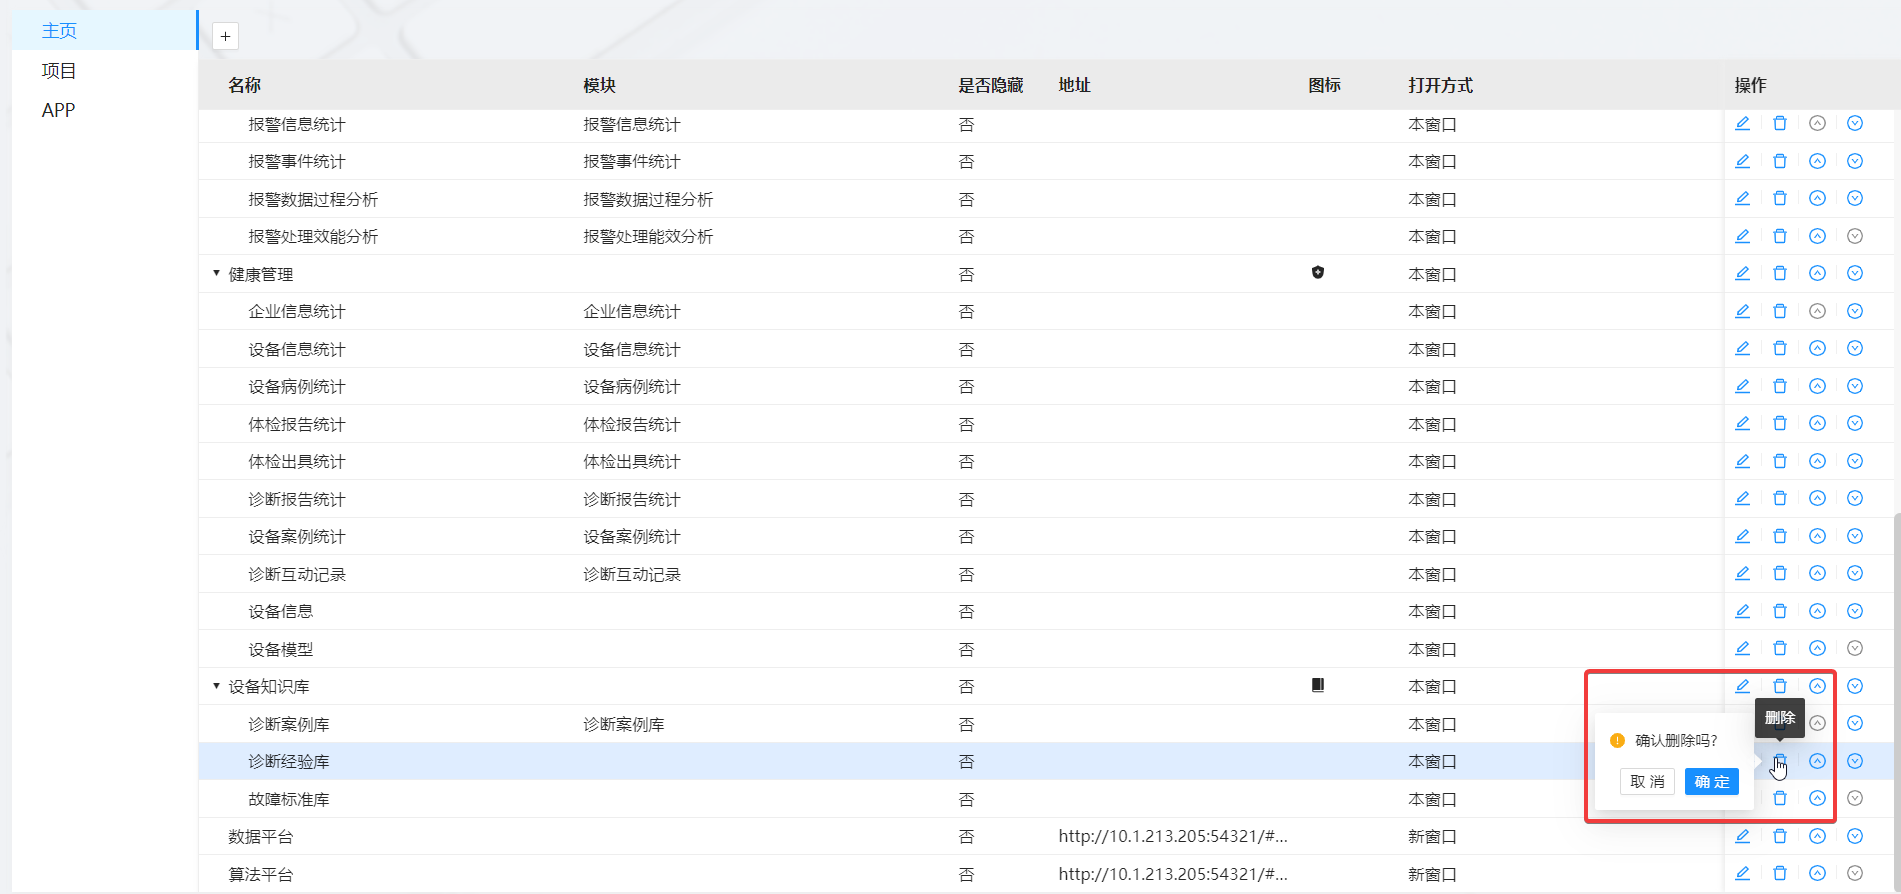 主页
项目
APP
+
名称 模块 是否隐藏 地址 图标 打开方式 操作
报警信息统计 报警信息统计 否 本窗口
报警事件统计 报警事件统计 否 本窗口
报警数据过程分析 报警数据过程分析 否 本窗口
报警处理效能分析 报警处理能效分析 否 本窗口
健康管理 否 本窗口
企业信息统计 企业信息统计 否 本窗口
设备信息统计 设备信息统计 否 本窗口
设备病例统计 设备病例统计 否 本窗口
体检报告统计 体检报告统计 否 本窗口
体检出具统计 体检出具统计 否 本窗口
诊断报告统计 诊断报告统计 否 本窗口
设备案例统计 设备案例统计 否 本窗口
诊断互动记录 诊断互动记录 否 本窗口
设备信息 否 本窗口
设备模型 否 本窗口
设备知识库 否 本窗口
诊断案例库 诊断案例库 否 本窗口
删除
确认删除吗?
诊断经验库 否 本窗口
取 消 确 定
故障标准库 否 本窗口
数据平台 否 http://10.1.213.205:54321/#... 新窗口
算法平台 否 http://10.1.213.205:54321/#... 新窗口